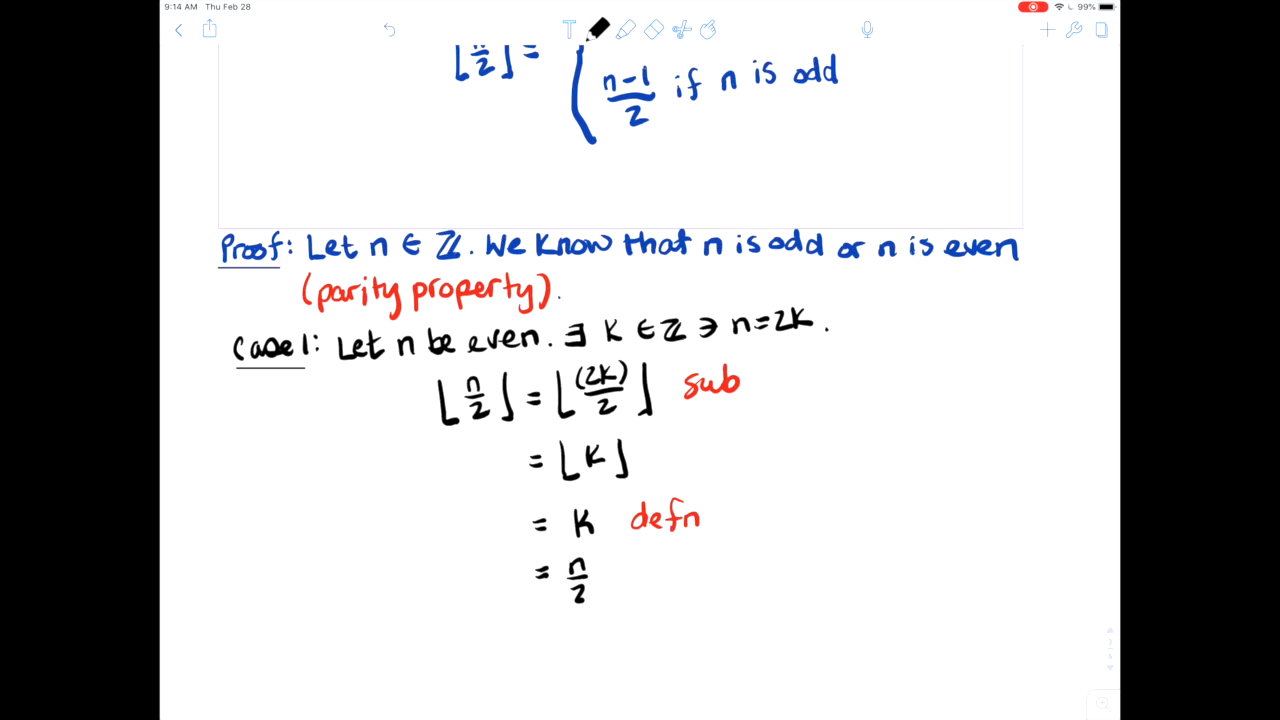 9:14 AM Thu Feb 28 99%
⌊n/2⌋ =
n-1/2 if n is odd
Proof: Let n ∈ ℤ. We know that n is odd or n is even
(parity property).
Case 1: Let n be even. ∃ K ∈ ℤ ∋ n=2K.
⌊n/2⌋ = ⌊(2K)/2⌋ sub
= ⌊K⌋
= K defn
= n/2